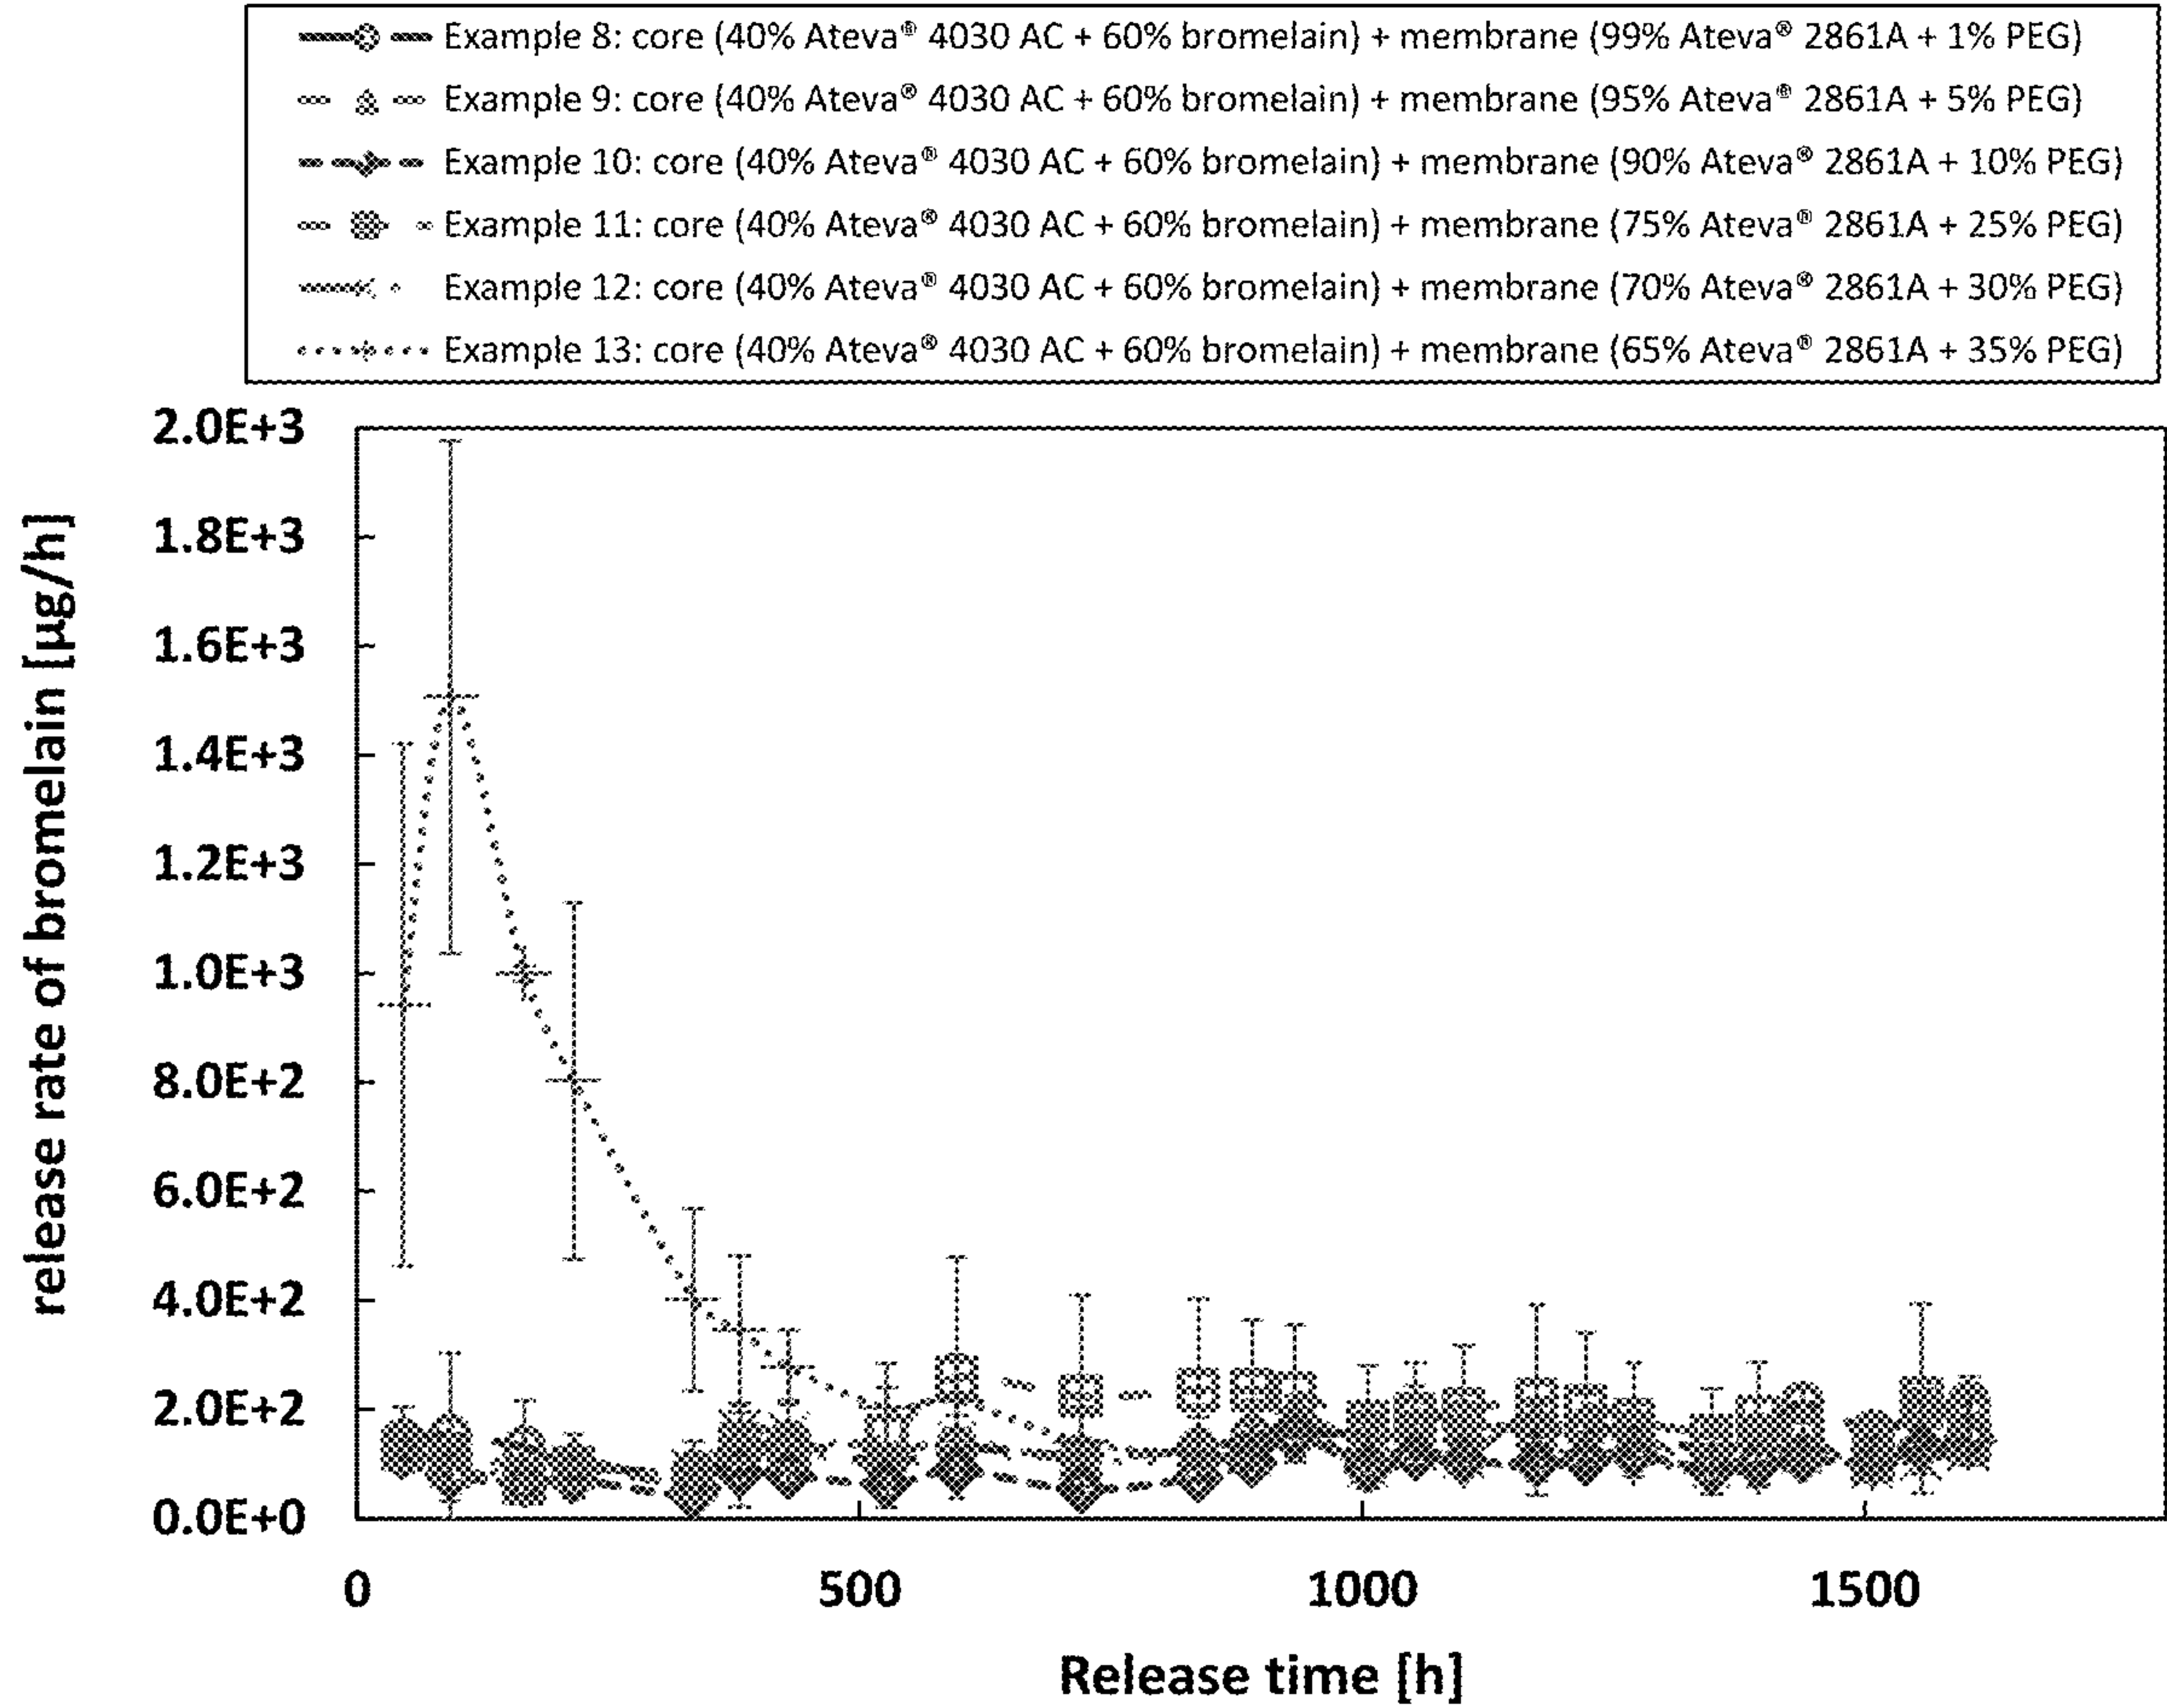 Example 8: core (40% Ateva® 4030 AC + 60% bromelain) + membrane (99% Ateva® 2861A + 1% PEG)
Example 9: core (40% Ateva® 4030 AC + 60% bromelain) + membrane (95% Ateva® 2861A + 5% PEG)
Example 10: core (40% Ateva® 4030 AC + 60% bromelain) + membrane (90% Ateva® 2861A + 10% PEG)
Example 11: core (40% Ateva® 4030 AC + 60% bromelain) + membrane (75% Ateva® 2861A + 25% PEG)
Example 12: core (40% Ateva® 4030 AC + 60% bromelain) + membrane (70% Ateva® 2861A + 30% PEG)
Example 13: core (40% Ateva® 4030 AC + 60% bromelain) + membrane (65% Ateva® 2861A + 35% PEG)
release rate of bromelain [µg/h]
2.0E+3
1.8E+3
1.6E+3
1.4E+3
1.2E+3
1.0E+3
8.0E+2
6.0E+2
4.0E+2
2.0E+2
0.0E+0
0 500 1000 1500
Release time [h]